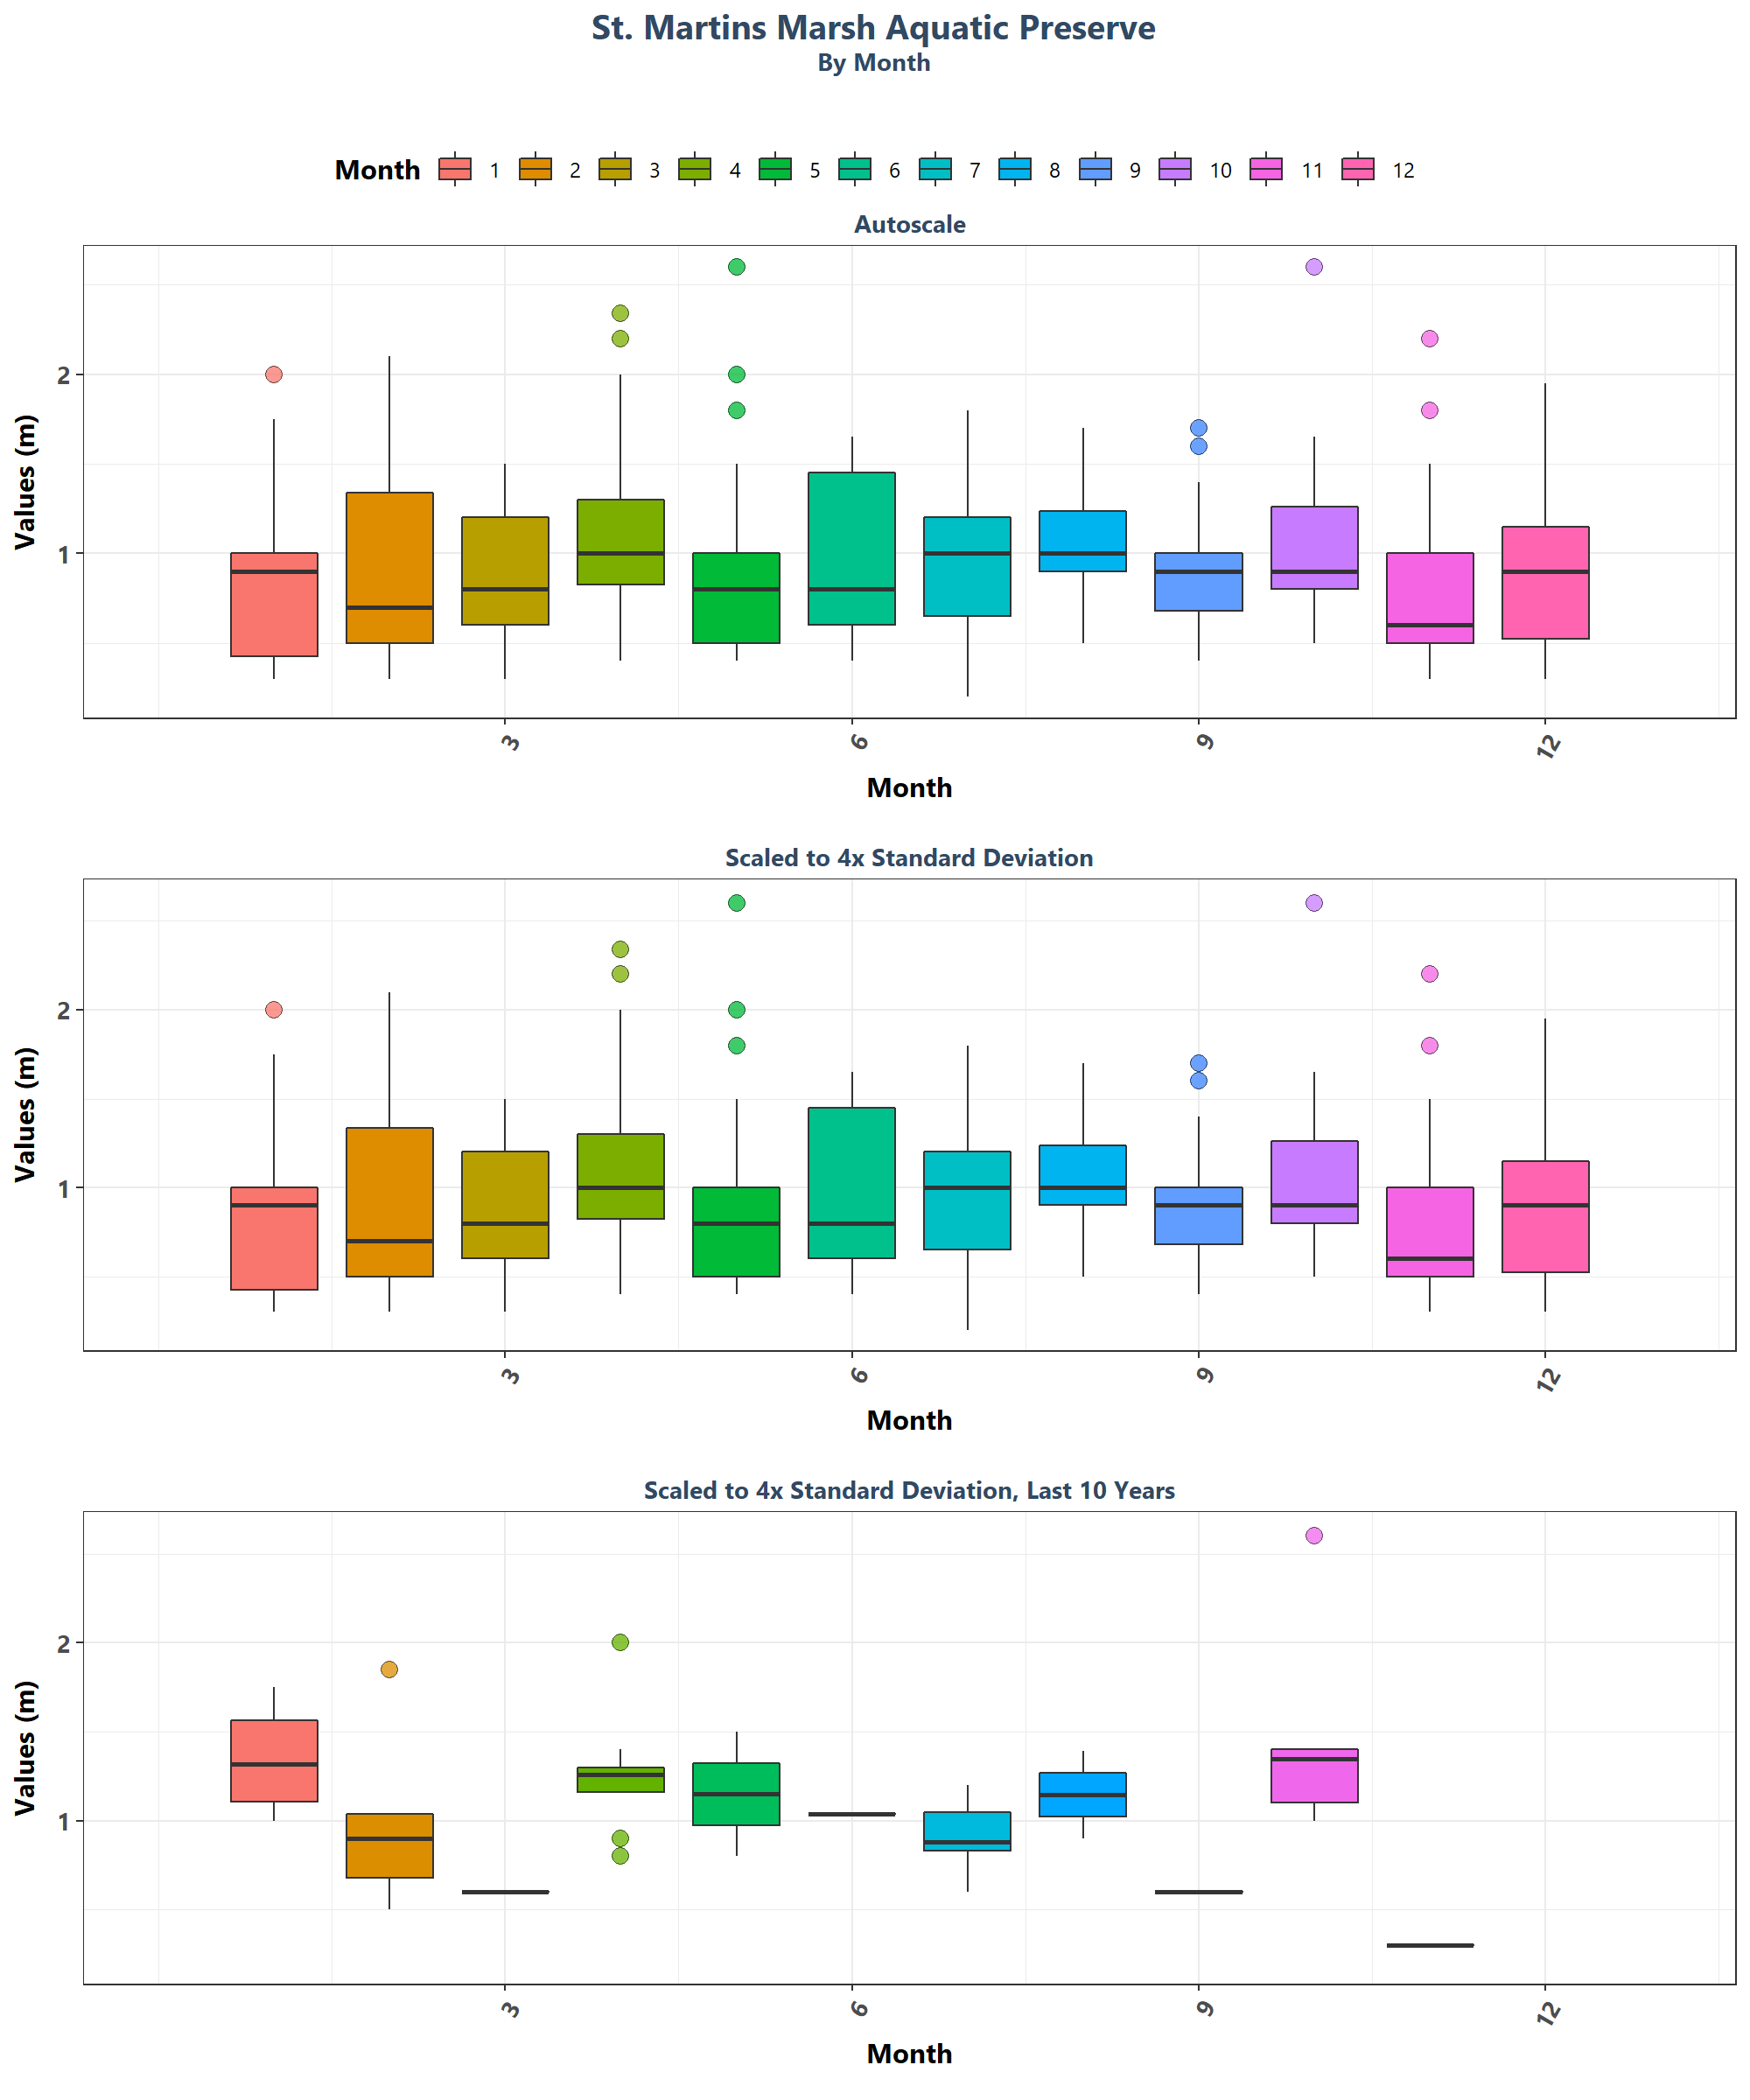 St. Martins Marsh Aquatic Preserve
By Month
Month 1 2 3 4 5 6 7 8 9 10 11 12
Autoscale
Values (m)
2
1
3 6 9 12
Month
Scaled to 4x Standard Deviation
Values (m)
2
1
3 6 9 12
Month
Scaled to 4x Standard Deviation, Last 10 Years
Values (m)
2
1
3 6 9 12
Month